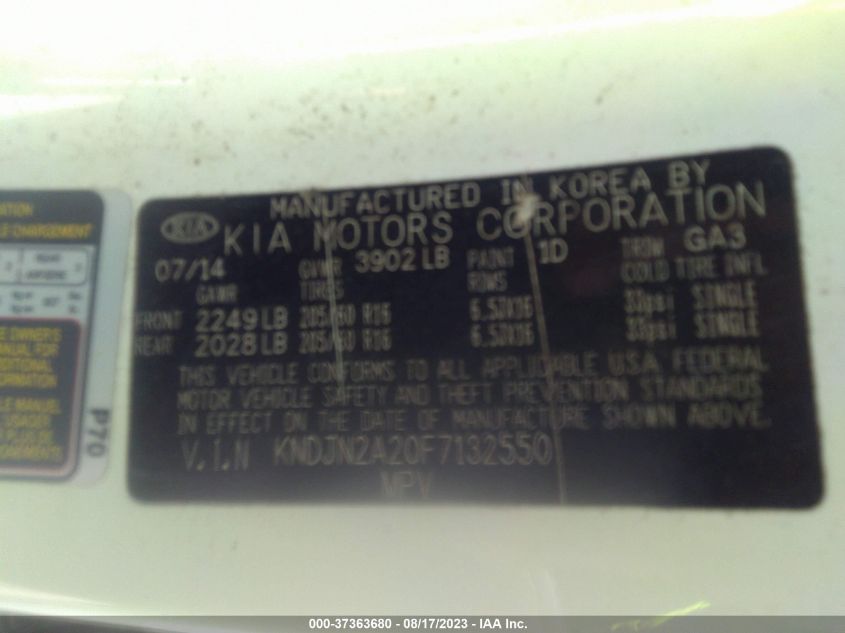 MANUFACTURED IN KOREA BY
KIA KIA MOTORS CORPORATION
07/14 GVWR 3902 LB PAINT 1D TRIM GA3
GAWR TIRES RIMS COLD TIRE INFL
FRONT 2249 LB 205/60 R16 6.5JX16 33psi SINGLE
REAR 2028 LB 205/60 R16 6.5JX16 33psi SINGLE
THIS VEHICLE CONFORMS TO ALL APPLICABLE U.S.A. FEDERAL
MOTOR VEHICLE SAFETY AND THEFT PREVENTION STANDARDS
IN EFFECT ON THE DATE OF MANUFACTURE SHOWN ABOVE.
V.I.N KNDJN2A20F7132550
MPV
P70
000-37363680 - 08/17/2023 - IAA Inc.